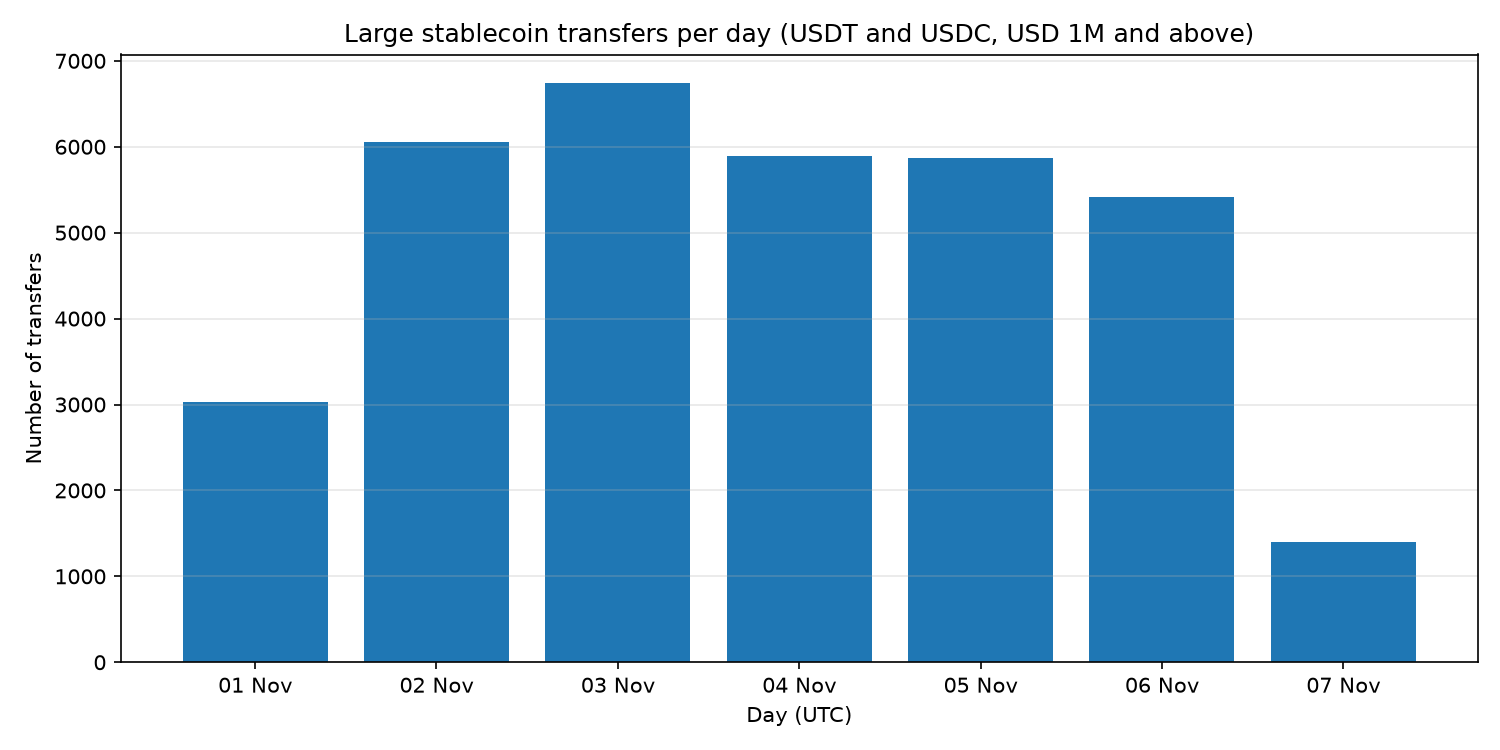 Large stablecoin transfers per day (USDT and USDC, USD 1M and above)
7000
6000
5000
4000
3000
2000
1000
0
Number of transfers
01 Nov
02 Nov
03 Nov
04 Nov
05 Nov
06 Nov
07 Nov
Day (UTC)